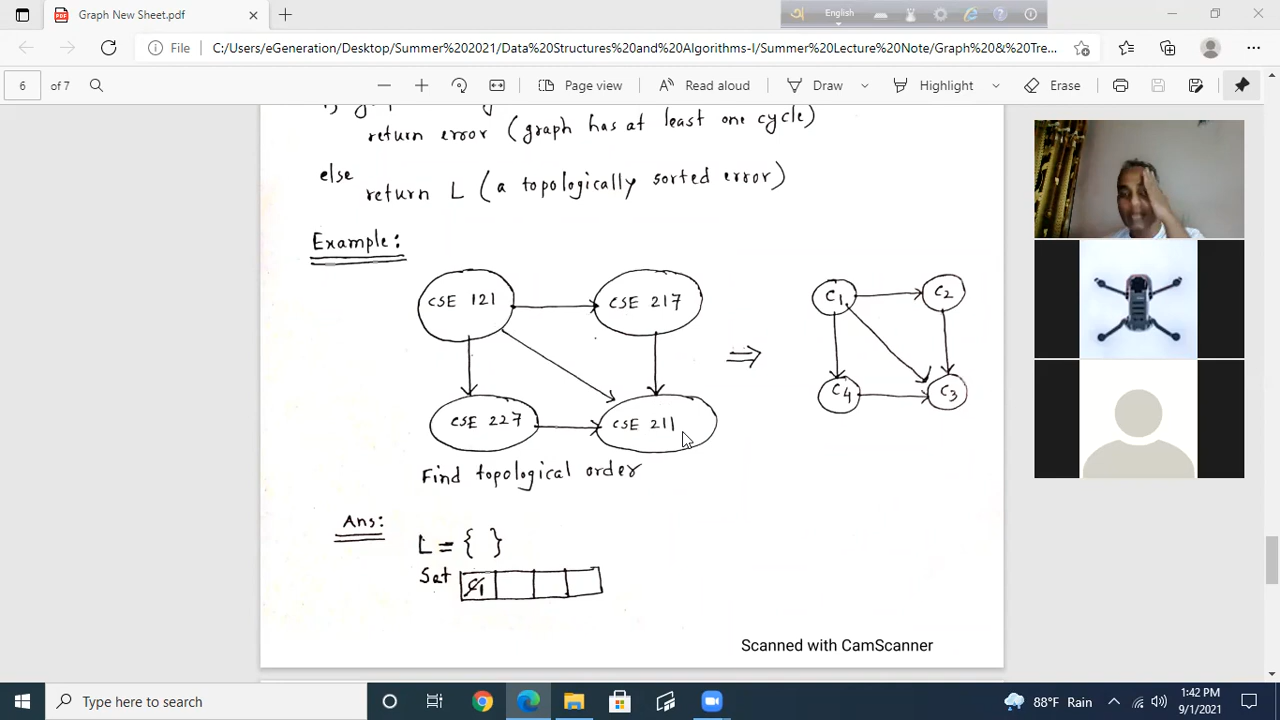 Graph New Sheet.pdf
English
File
C:/Users/eGeneration/Desktop/Summer%202021/Data%20Structures%20and%20Algorithms-I/Summer%20Lecture%20Note/Graph%20&%20Tre...
6 of 7
Page view
Read aloud
Draw
Highlight
Erase
return error (graph has at least one cycle)
else
return L (a topologically sorted error)
Example:
CSE 121
CSE 217
CSE 227
CSE 211
⇒
C1
C2
C4
C3
Find topological order
Ans:
L = { }
Set C1
Scanned with CamScanner
Type here to search
88°F Rain
1:42 PM
9/1/2021